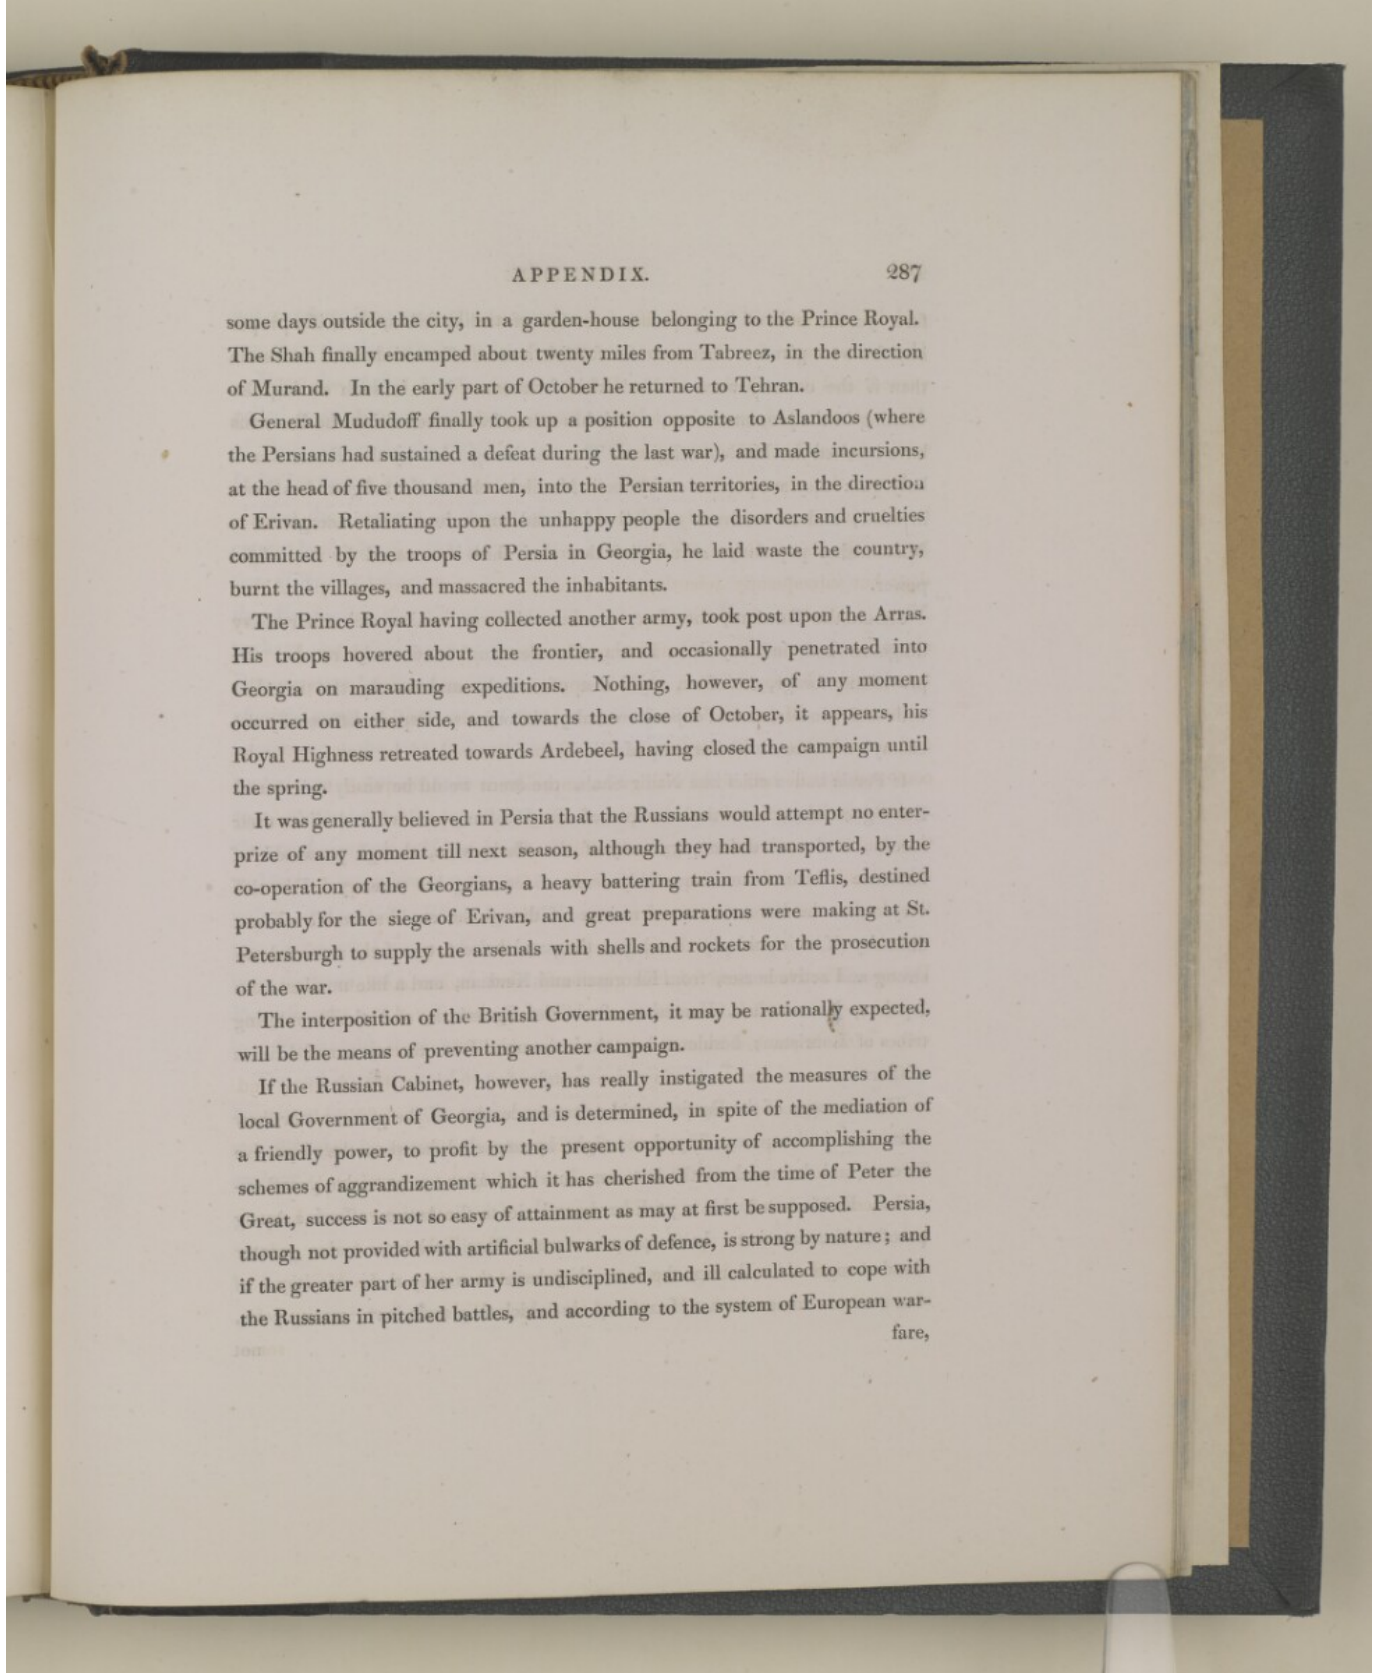 APPENDIX. 287
some days outside the city, in a garden-house belonging to the Prince Royal.
The Shah finally encamped about twenty miles from Tabreez, in the direction
of Murand. In the early part of October he returned to Tehran.
General Mududoff finally took up a position opposite to Aslandoos (where
the Persians had sustained a defeat during the last war), and made incursions,
at the head of five thousand men, into the Persian territories, in the direction
of Erivan. Retaliating upon the unhappy people the disorders and cruelties
committed by the troops of Persia in Georgia, he laid waste the country,
burnt the villages, and massacred the inhabitants.
The Prince Royal having collected another army, took post upon the Arras.
His troops hovered about the frontier, and occasionally penetrated into
Georgia on marauding expeditions. Nothing, however, of any moment
occurred on either side, and towards the close of October, it appears, his
Royal Highness retreated towards Ardebeel, having closed the campaign until
the spring.
It was generally believed in Persia that the Russians would attempt no enter-
prize of any moment till next season, although they had transported, by the
co-operation of the Georgians, a heavy battering train from Teflis, destined
probably for the siege of Erivan, and great preparations were making at St.
Petersburgh to supply the arsenals with shells and rockets for the prosecution
of the war.
The interposition of the British Government, it may be rationally expected,
will be the means of preventing another campaign.
If the Russian Cabinet, however, has really instigated the measures of the
local Government of Georgia, and is determined, in spite of the mediation of
a friendly power, to profit by the present opportunity of accomplishing the
schemes of aggrandizement which it has cherished from the time of Peter the
Great, success is not so easy of attainment as may at first be supposed. Persia,
though not provided with artificial bulwarks of defence, is strong by nature; and
if the greater part of her army is undisciplined, and ill calculated to cope with
the Russians in pitched battles, and according to the system of European war-
fare,